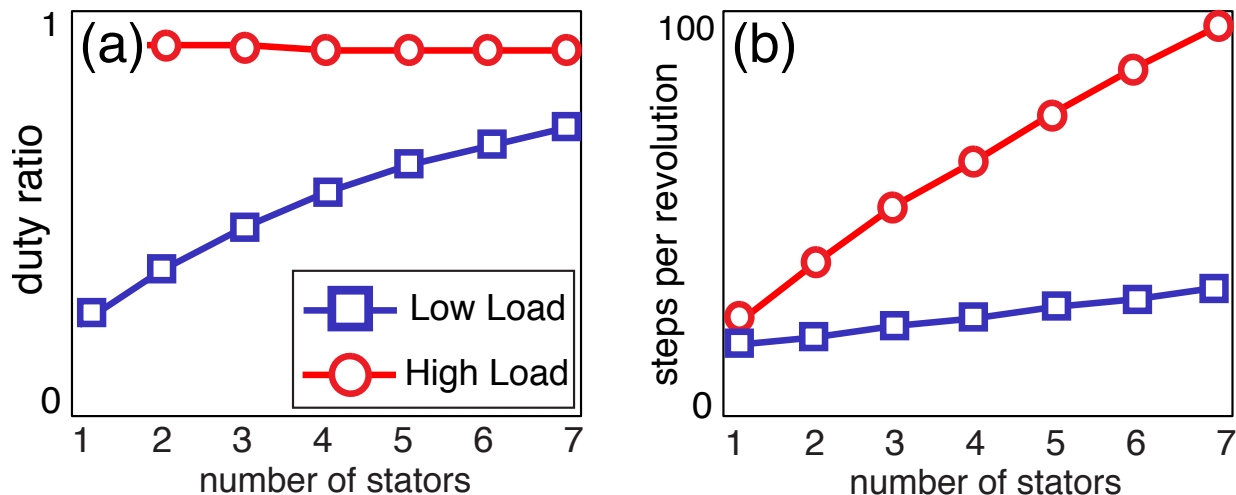 (a)
1
0
duty ratio
1 2 3 4 5 6 7
number of stators
Low Load
High Load
(b)
100
0
steps per revolution
1 2 3 4 5 6 7
number of stators